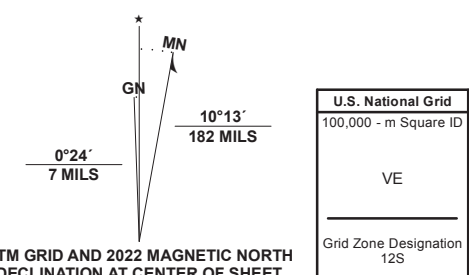 ★
MN
GN
0°24´
7 MILS
10°13´
182 MILS
TM GRID AND 2022 MAGNETIC NORTH
DECLINATION AT CENTER OF SHEET
U.S. National Grid
100,000 - m Square ID
VE
Grid Zone Designation
12S